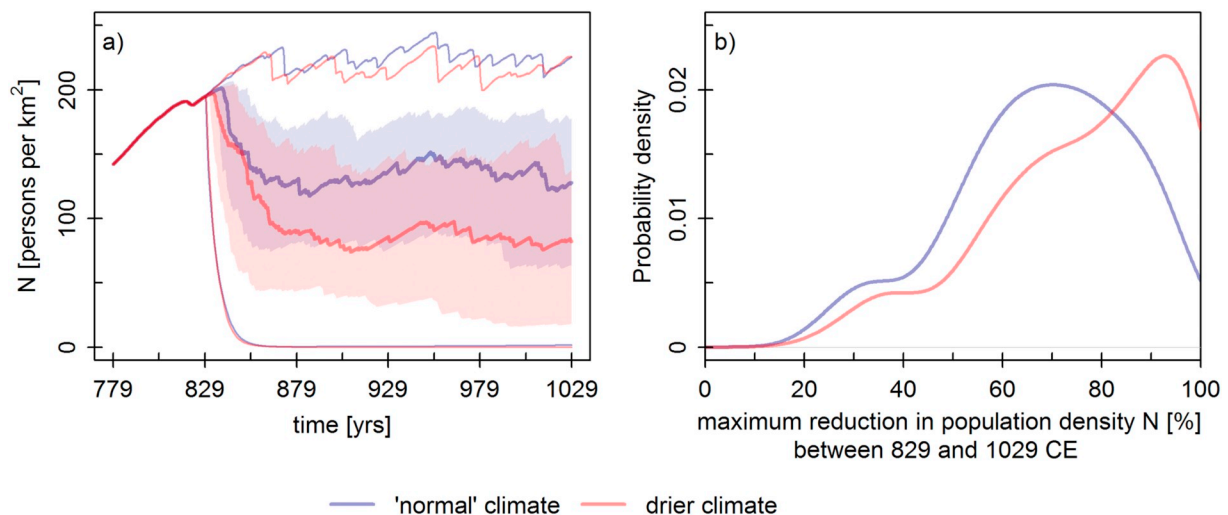 a)
N [persons per km²]
200
100
0
779
829
879
929
979
1029
time [yrs]
b)
Probability density
0.02
0.01
0
0
20
40
60
80
100
maximum reduction in population density N [%]
between 829 and 1029 CE
'normal' climate
drier climate